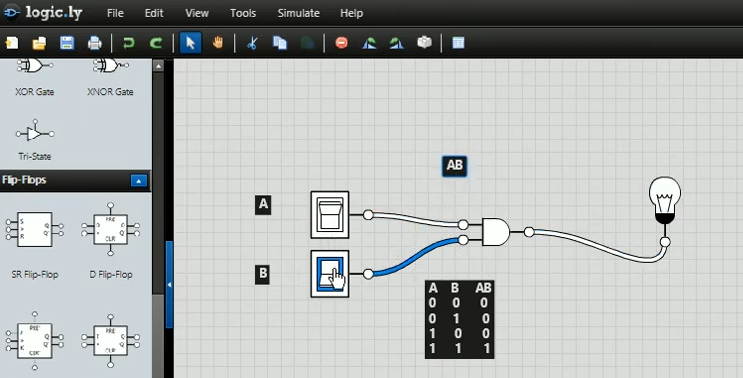 logic.ly File Edit View Tools Simulate Help
XOR Gate XNOR Gate
Tri-State
Flip-Flops
S Q
> 
R Q
PRE
D Q
> Q
CLR
SR Flip-Flop D Flip-Flop
PRE
J Q
>
K Q
CLR
PRE
Q
> Q
CLR
AB
A
B
A B AB
0 0 0
0 1 0
1 0 0
1 1 1